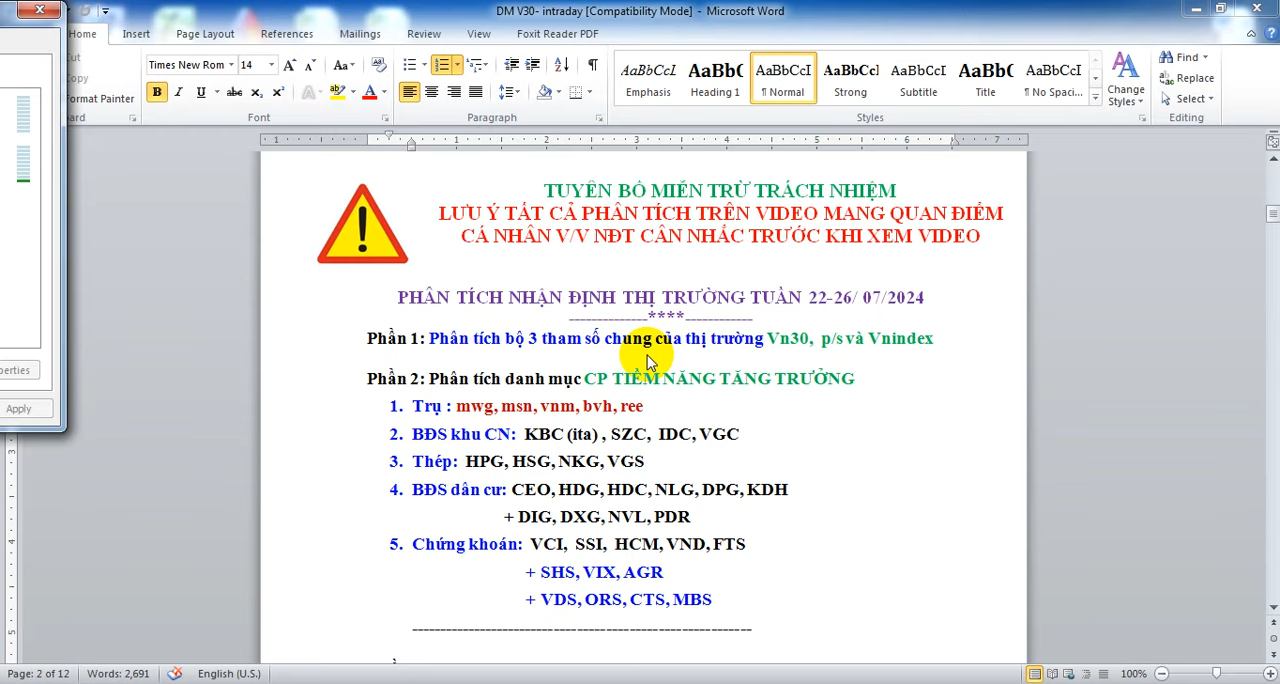 DM V30- intraday [Compatibility Mode] - Microsoft Word
Home Insert Page Layout References Mailings Review View Foxit Reader PDF
Times New Rom 14
Format Painter
AaBbCcI AaBb( AaBbCcI AaBbCcl AaBbCcI AaBb( AaBbCcI
Emphasis Heading 1 ¶ Normal Strong Subtitle Title ¶ No Spaci...
Change Styles
Find
Replace
Select
Font Paragraph Styles Editing
TUYÊN BỐ MIỄN TRỪ TRÁCH NHIỆM
LƯU Ý TẤT CẢ PHÂN TÍCH TRÊN VIDEO MANG QUAN ĐIỂM
CÁ NHÂN V/V NĐT CÂN NHẮC TRƯỚC KHI XEM VIDEO
PHÂN TÍCH NHẬN ĐỊNH THỊ TRƯỜNG TUẦN 22-26/ 07/2024
--------------****------------
Phần 1: Phân tích bộ 3 tham số chung của thị trường Vn30, p/s và Vnindex
Phần 2: Phân tích danh mục CP TIỀM NĂNG TĂNG TRƯỞNG
1. Trụ : mwg, msn, vnm, bvh, ree
2. BĐS khu CN: KBC (ita) , SZC, IDC, VGC
3. Thép: HPG, HSG, NKG, VGS
4. BĐS dân cư: CEO, HDG, HDC, NLG, DPG, KDH
+ DIG, DXG, NVL, PDR
5. Chứng khoán: VCI, SSI, HCM, VND, FTS
+ SHS, VIX, AGR
+ VDS, ORS, CTS, MBS
Apply
Page: 2 of 12 Words: 2,691 English (U.S.) 100%